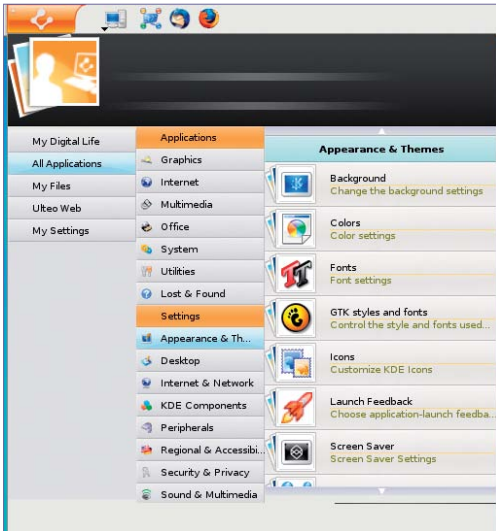 My Digital Life
All Applications
My Files
Ulteo Web
My Settings
Applications
Graphics
Internet
Multimedia
Office
System
Utilities
Lost & Found
Settings
Appearance & Th...
Desktop
Internet & Network
KDE Components
Peripherals
Regional & Accessibi...
Security & Privacy
Sound & Multimedia
Appearance & Themes
Background
Change the background settings
Colors
Color settings
Fonts
Font settings
GTK styles and fonts
Control the style and fonts used...
Icons
Customize KDE Icons
Launch Feedback
Choose application-launch feedba...
Screen Saver
Screen Saver Settings